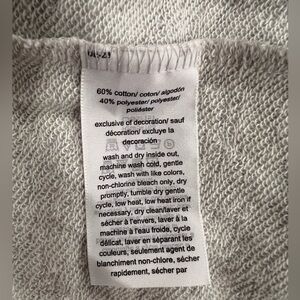 60% cotton/ coton/ algodón
40% polyester/ polyester/
poliéster
exclusive of decoration/ sauf
décoration/ excluye la
decoración
wash and dry inside out,
machine wash cold, gentle
cycle, wash with like colors,
non-chlorine bleach only, dry
promptly, tumble dry gentle
cycle, low heat, low heat iron if
necessary, dry clean/laver et
sécher à l'envers, laver à la
machine à l'eau froide, cycle
délicat, laver en séparant les
couleurs, seulement agent de
blanchiment non-chlore, sécher
rapidement, sécher par